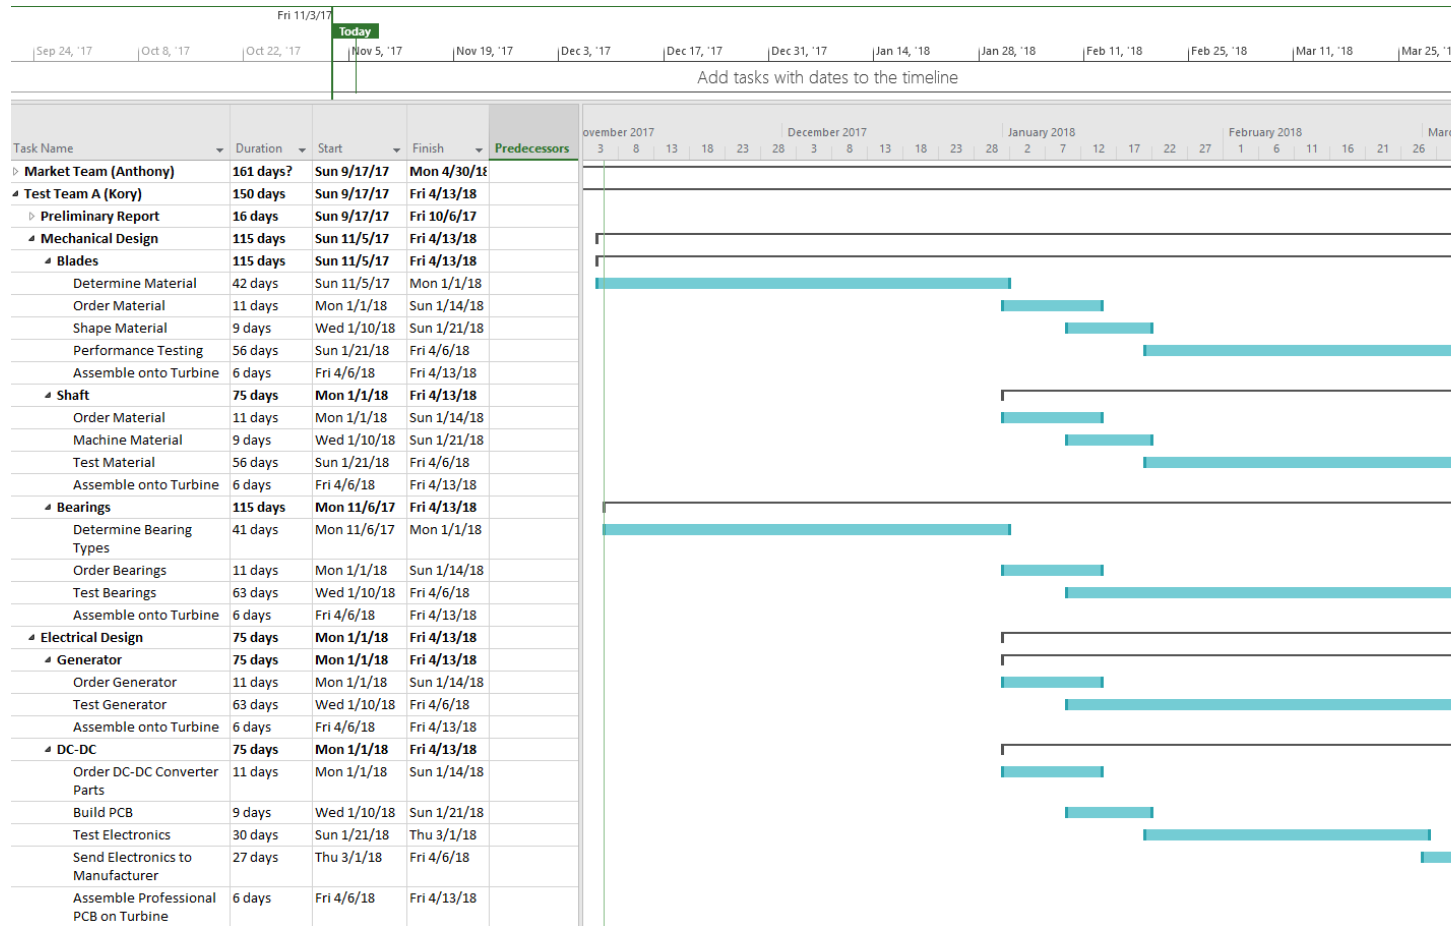 Fri 11/3/17
Today
Sep 24, '17 Oct 8, '17 Oct 22, '17 Nov 5, '17 Nov 19, '17 Dec 3, '17 Dec 17, '17 Dec 31, '17 Jan 14, '18 Jan 28, '18 Feb 11, '18 Feb 25, '18 Mar 11, '18 Mar 25, '1
Add tasks with dates to the timeline
ovember 2017 December 2017 January 2018 February 2018 Marc
Task Name Duration Start Finish Predecessors 3 8 13 18 23 28 3 8 13 18 23 28 2 7 12 17 22 27 1 6 11 16 21 26
Market Team (Anthony) 161 days? Sun 9/17/17 Mon 4/30/18
Test Team A (Kory) 150 days Sun 9/17/17 Fri 4/13/18
Preliminary Report 16 days Sun 9/17/17 Fri 10/6/17
Mechanical Design 115 days Sun 11/5/17 Fri 4/13/18
Blades 115 days Sun 11/5/17 Fri 4/13/18
Determine Material 42 days Sun 11/5/17 Mon 1/1/18
Order Material 11 days Mon 1/1/18 Sun 1/14/18
Shape Material 9 days Wed 1/10/18 Sun 1/21/18
Performance Testing 56 days Sun 1/21/18 Fri 4/6/18
Assemble onto Turbine 6 days Fri 4/6/18 Fri 4/13/18
Shaft 75 days Mon 1/1/18 Fri 4/13/18
Order Material 11 days Mon 1/1/18 Sun 1/14/18
Machine Material 9 days Wed 1/10/18 Sun 1/21/18
Test Material 56 days Sun 1/21/18 Fri 4/6/18
Assemble onto Turbine 6 days Fri 4/6/18 Fri 4/13/18
Bearings 115 days Mon 11/6/17 Fri 4/13/18
Determine Bearing 41 days Mon 11/6/17 Mon 1/1/18
Types
Order Bearings 11 days Mon 1/1/18 Sun 1/14/18
Test Bearings 63 days Wed 1/10/18 Fri 4/6/18
Assemble onto Turbine 6 days Fri 4/6/18 Fri 4/13/18
Electrical Design 75 days Mon 1/1/18 Fri 4/13/18
Generator 75 days Mon 1/1/18 Fri 4/13/18
Order Generator 11 days Mon 1/1/18 Sun 1/14/18
Test Generator 63 days Wed 1/10/18 Fri 4/6/18
Assemble onto Turbine 6 days Fri 4/6/18 Fri 4/13/18
DC-DC 75 days Mon 1/1/18 Fri 4/13/18
Order DC-DC Converter 11 days Mon 1/1/18 Sun 1/14/18
Parts
Build PCB 9 days Wed 1/10/18 Sun 1/21/18
Test Electronics 30 days Sun 1/21/18 Thu 3/1/18
Send Electronics to 27 days Thu 3/1/18 Fri 4/6/18
Manufacturer
Assemble Professional 6 days Fri 4/6/18 Fri 4/13/18
PCB on Turbine